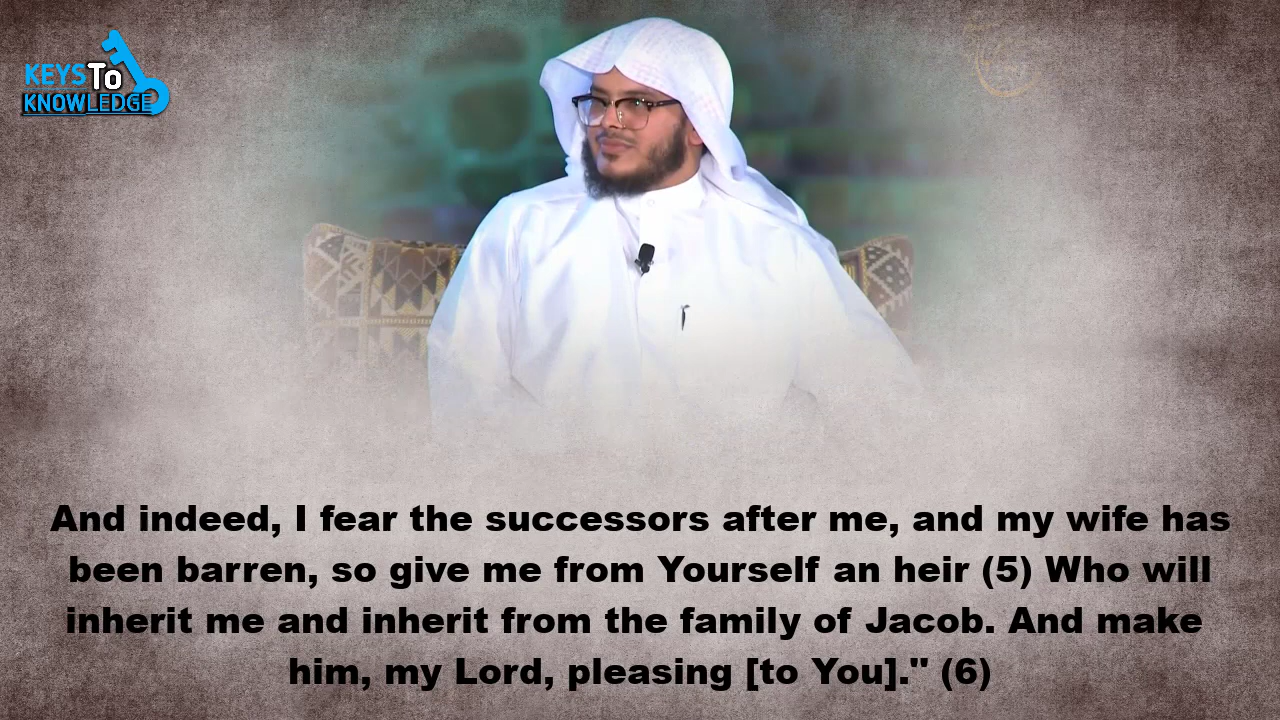 KEYSTo
KNOWLEDGE
And indeed, I fear the successors after me, and my wife has
been barren, so give me from Yourself an heir (5) Who will
inherit me and inherit from the family of Jacob. And make
him, my Lord, pleasing [to You]." (6)